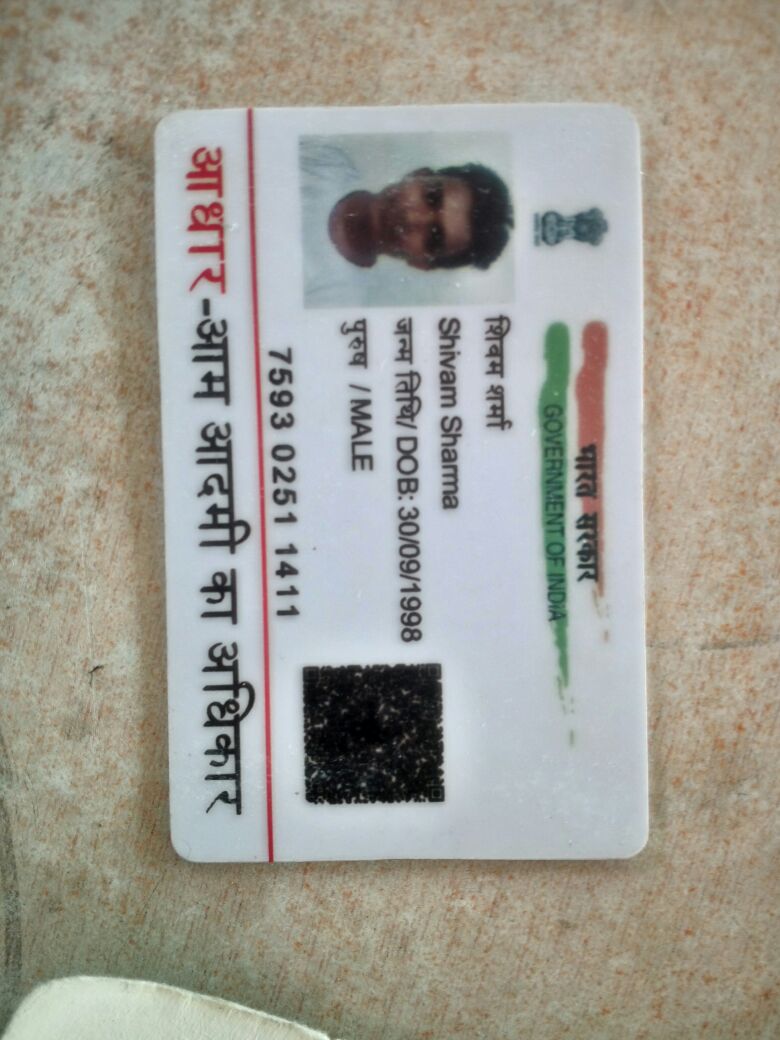 भारत सरकार
GOVERNMENT OF INDIA
शिवम शर्मा
Shivam Sharma
जन्म तिथि/ DOB: 30/09/1998
पुरुष / MALE
7593 0251 1411
आधार-आम आदमी का अधिकार